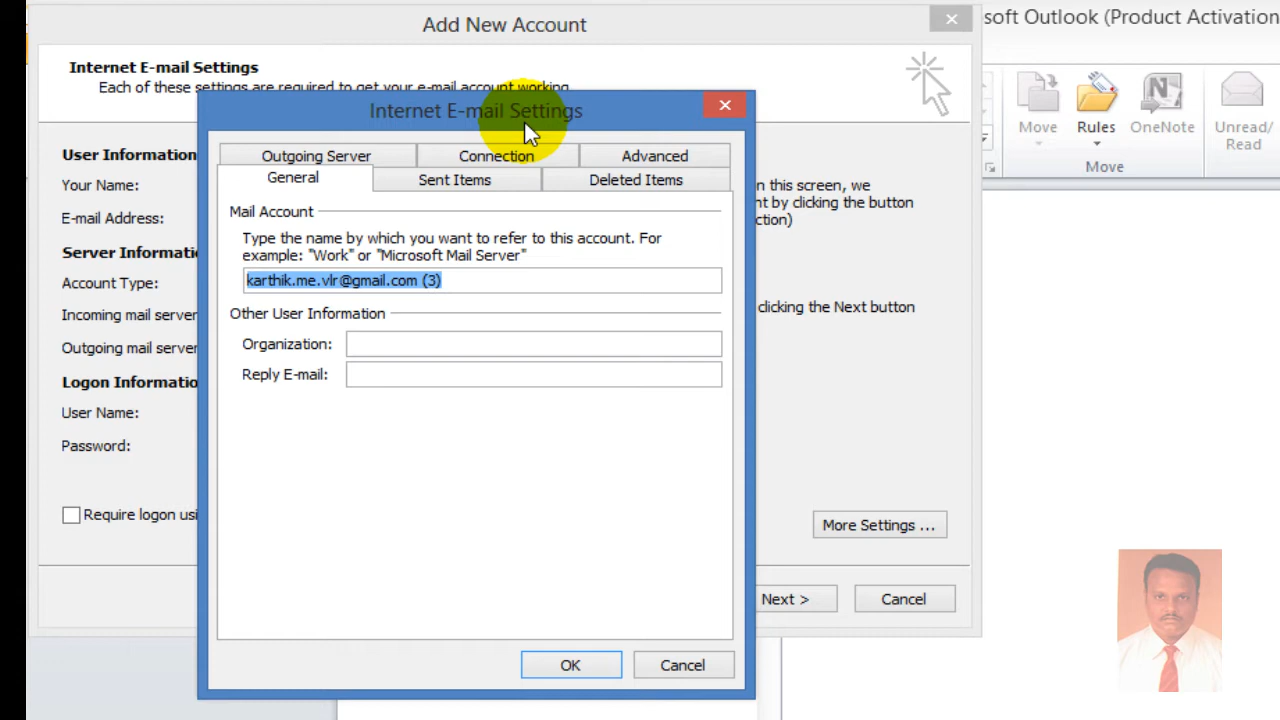 Add New Account
soft Outlook (Product Activation
Internet E-mail Settings
Each of these settings are required to get your e-mail account working.
Move
Rules
OneNote
Unread/
Read
Move
Internet E-mail Settings
User Information
Your Name:
E-mail Address:
Server Informati
Account Type:
Incoming mail server
Outgoing mail server
Logon Informatio
User Name:
Password:
Require logon usi
Outgoing Server
Connection
Advanced
General
Sent Items
Deleted Items
Mail Account
Type the name by which you want to refer to this account. For
example: "Work" or "Microsoft Mail Server"
karthik.me.vlr@gmail.com (3)
Other User Information
Organization:
Reply E-mail:
OK
Cancel
n this screen, we
nt by clicking the button
ction)
clicking the Next button
More Settings ...
Next >
Cancel